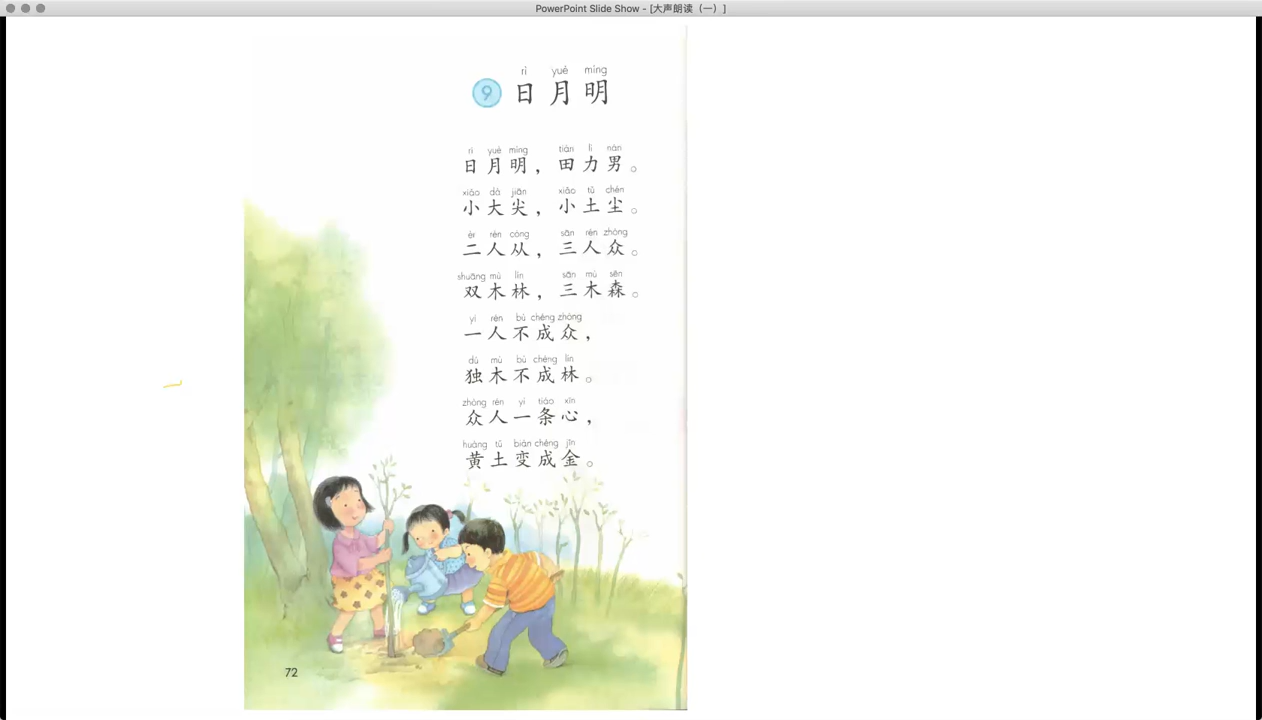 PowerPoint Slide Show - [大声朗读（一）]
rì yuè míng
9 日月明
rì yuè míng tián lì nán
日月明，田力男。
xiǎo dà jiān xiǎo tǔ chén
小大尖，小土尘。
èr rén cóng sān rén zhòng
二人从，三人众。
shuāng mù lín sān mù sēn
双木林，三木森。
yì rén bù chéng zhòng
一人不成众，
dú mù bù chéng lín
独木不成林。
zhòng rén yì tiáo xīn
众人一条心，
huáng tǔ biàn chéng jīn
黄土变成金。
72